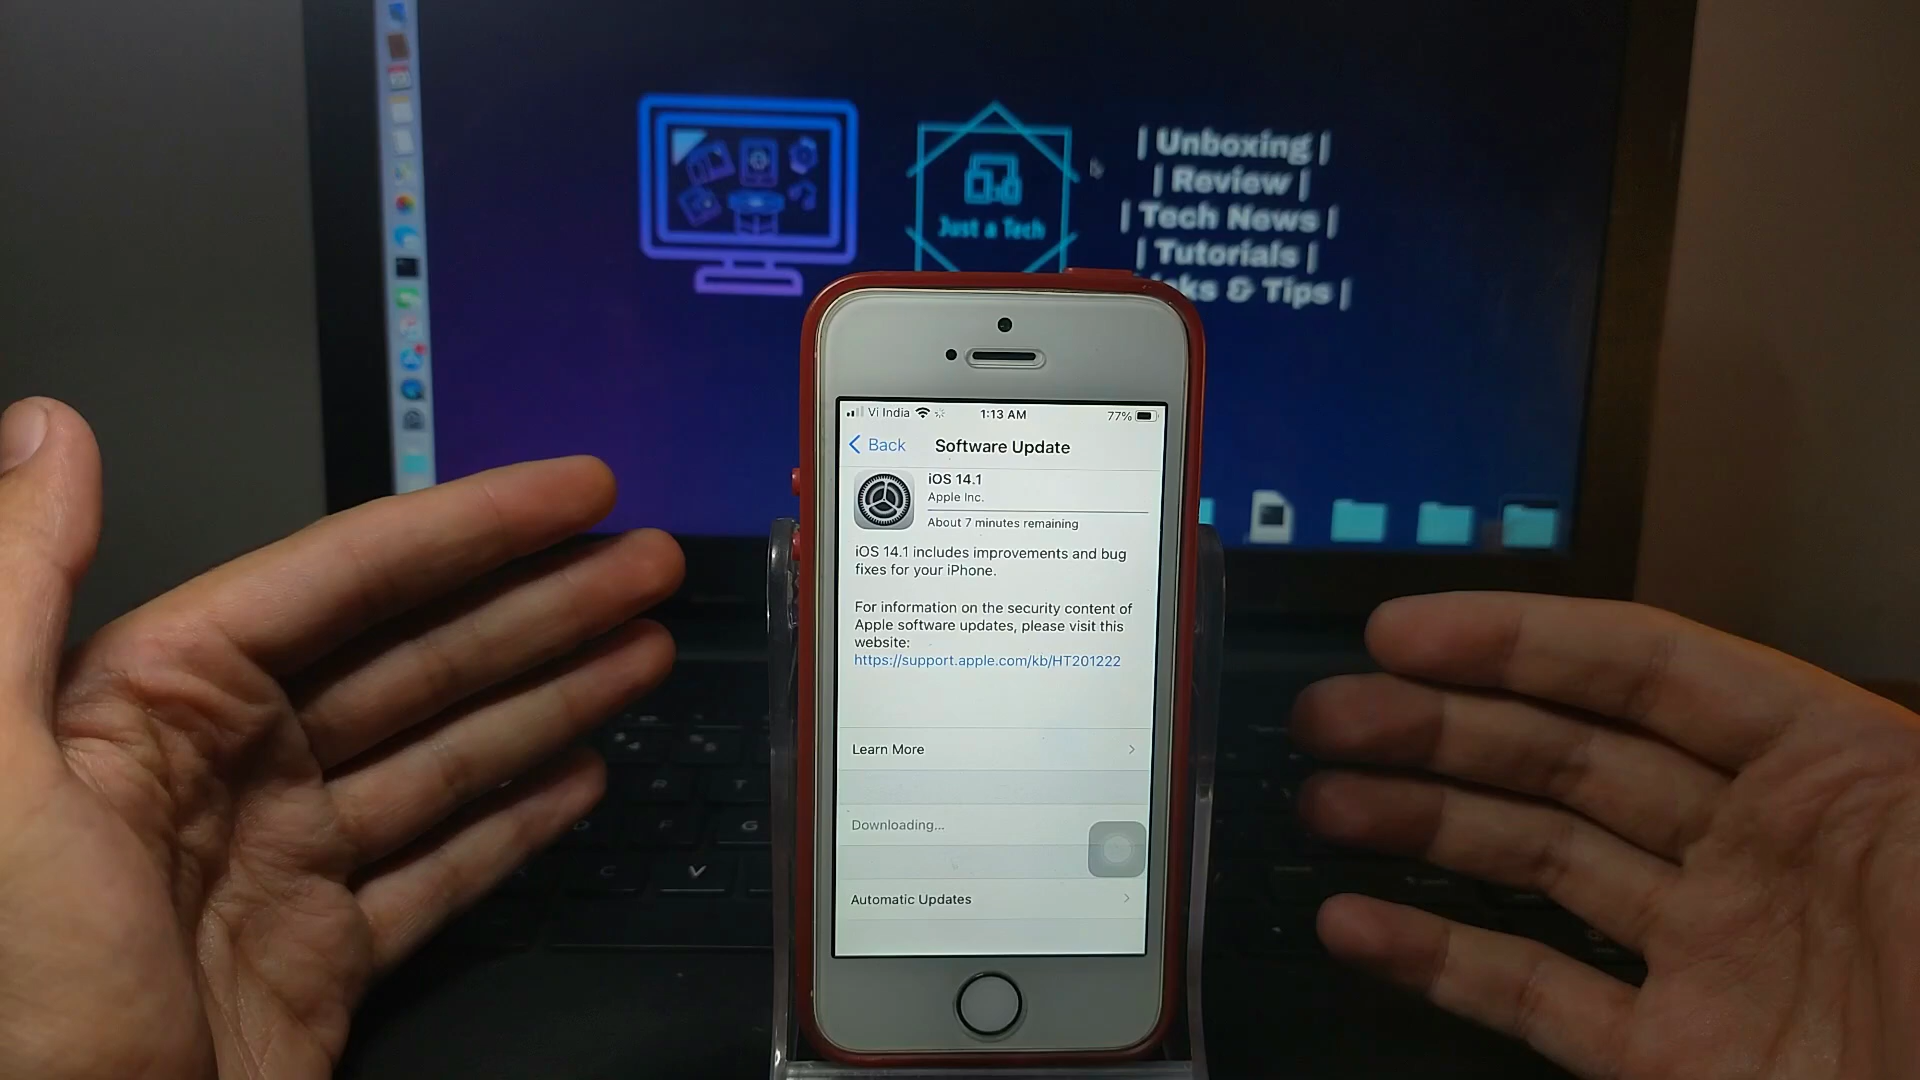 | Unboxing |
| Review |
| Tech News |
| Tutorials |
ks & Tips |
Just a Tech
Vi India
1:13 AM
77%
Back
Software Update
iOS 14.1
Apple Inc.
About 7 minutes remaining
iOS 14.1 includes improvements and bug
fixes for your iPhone.
For information on the security content of
Apple software updates, please visit this
website:
https://support.apple.com/kb/HT201222
Learn More
Downloading...
Automatic Updates
R T
D F G
C V